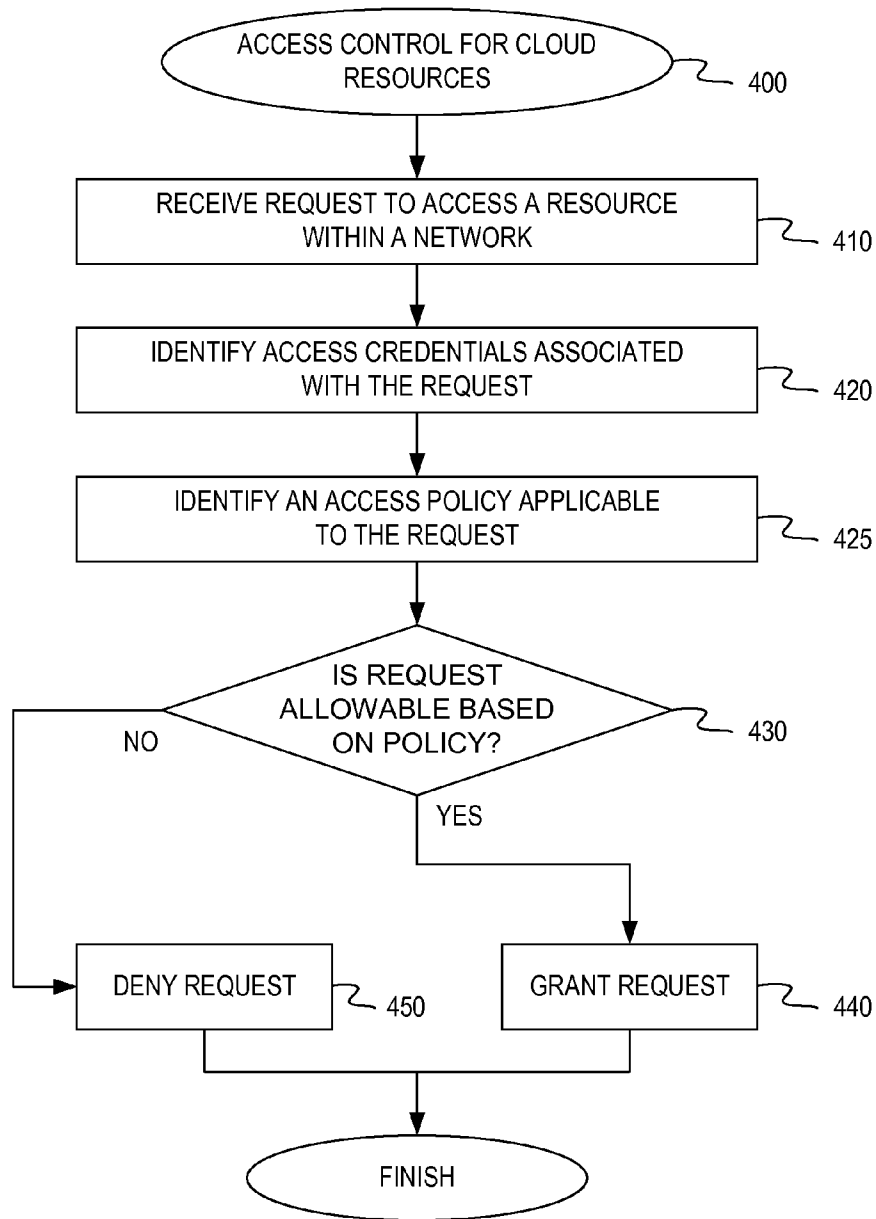 ACCESS CONTROL FOR CLOUD
RESOURCES
400
RECEIVE REQUEST TO ACCESS A RESOURCE
WITHIN A NETWORK
410
IDENTIFY ACCESS CREDENTIALS ASSOCIATED
WITH THE REQUEST
420
IDENTIFY AN ACCESS POLICY APPLICABLE
TO THE REQUEST
425
IS REQUEST
ALLOWABLE BASED
ON POLICY?
430
NO
YES
DENY REQUEST
450
GRANT REQUEST
440
FINISH